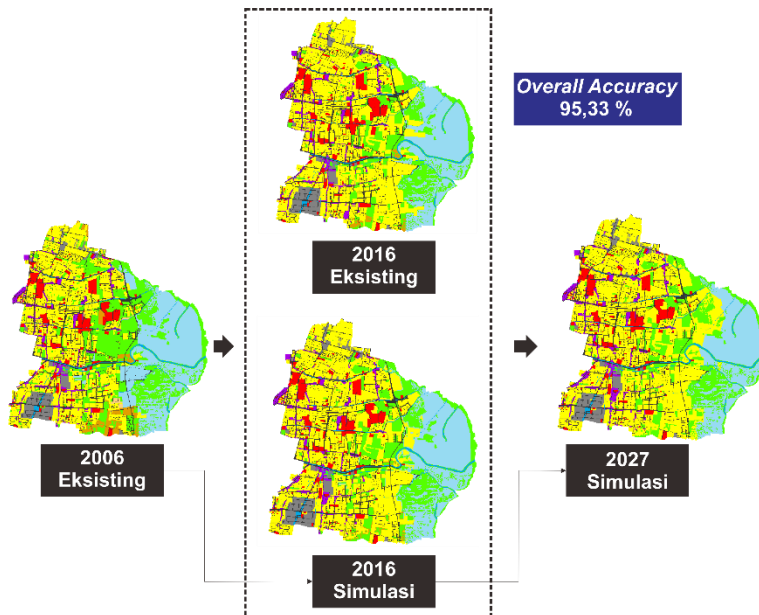 Overall Accuracy
95,33 %
2016
Eksisting
2006
Eksisting
2027
Simulasi
2016
Simulasi